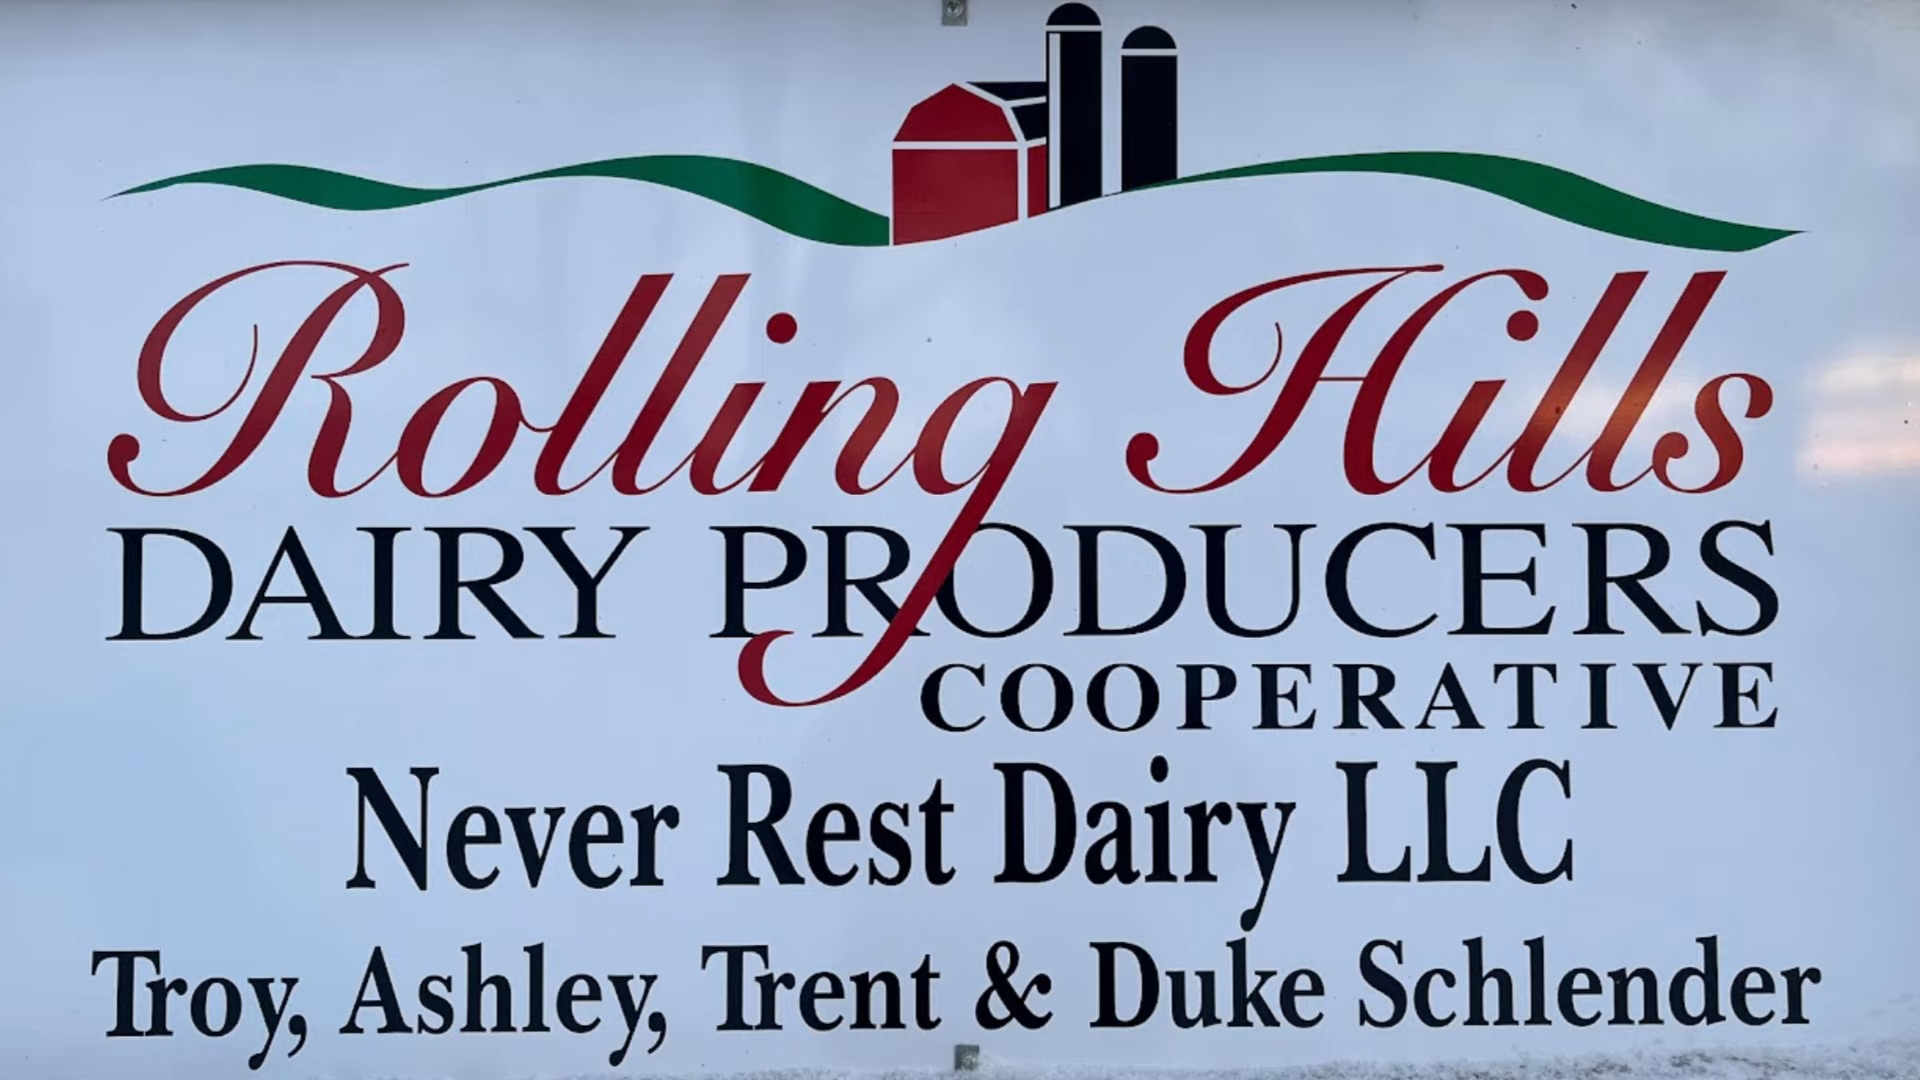 Rolling Hills
DAIRY PRODUCERS
COOPERATIVE
Never Rest Dairy LLC
Troy, Ashley, Trent & Duke Schlender